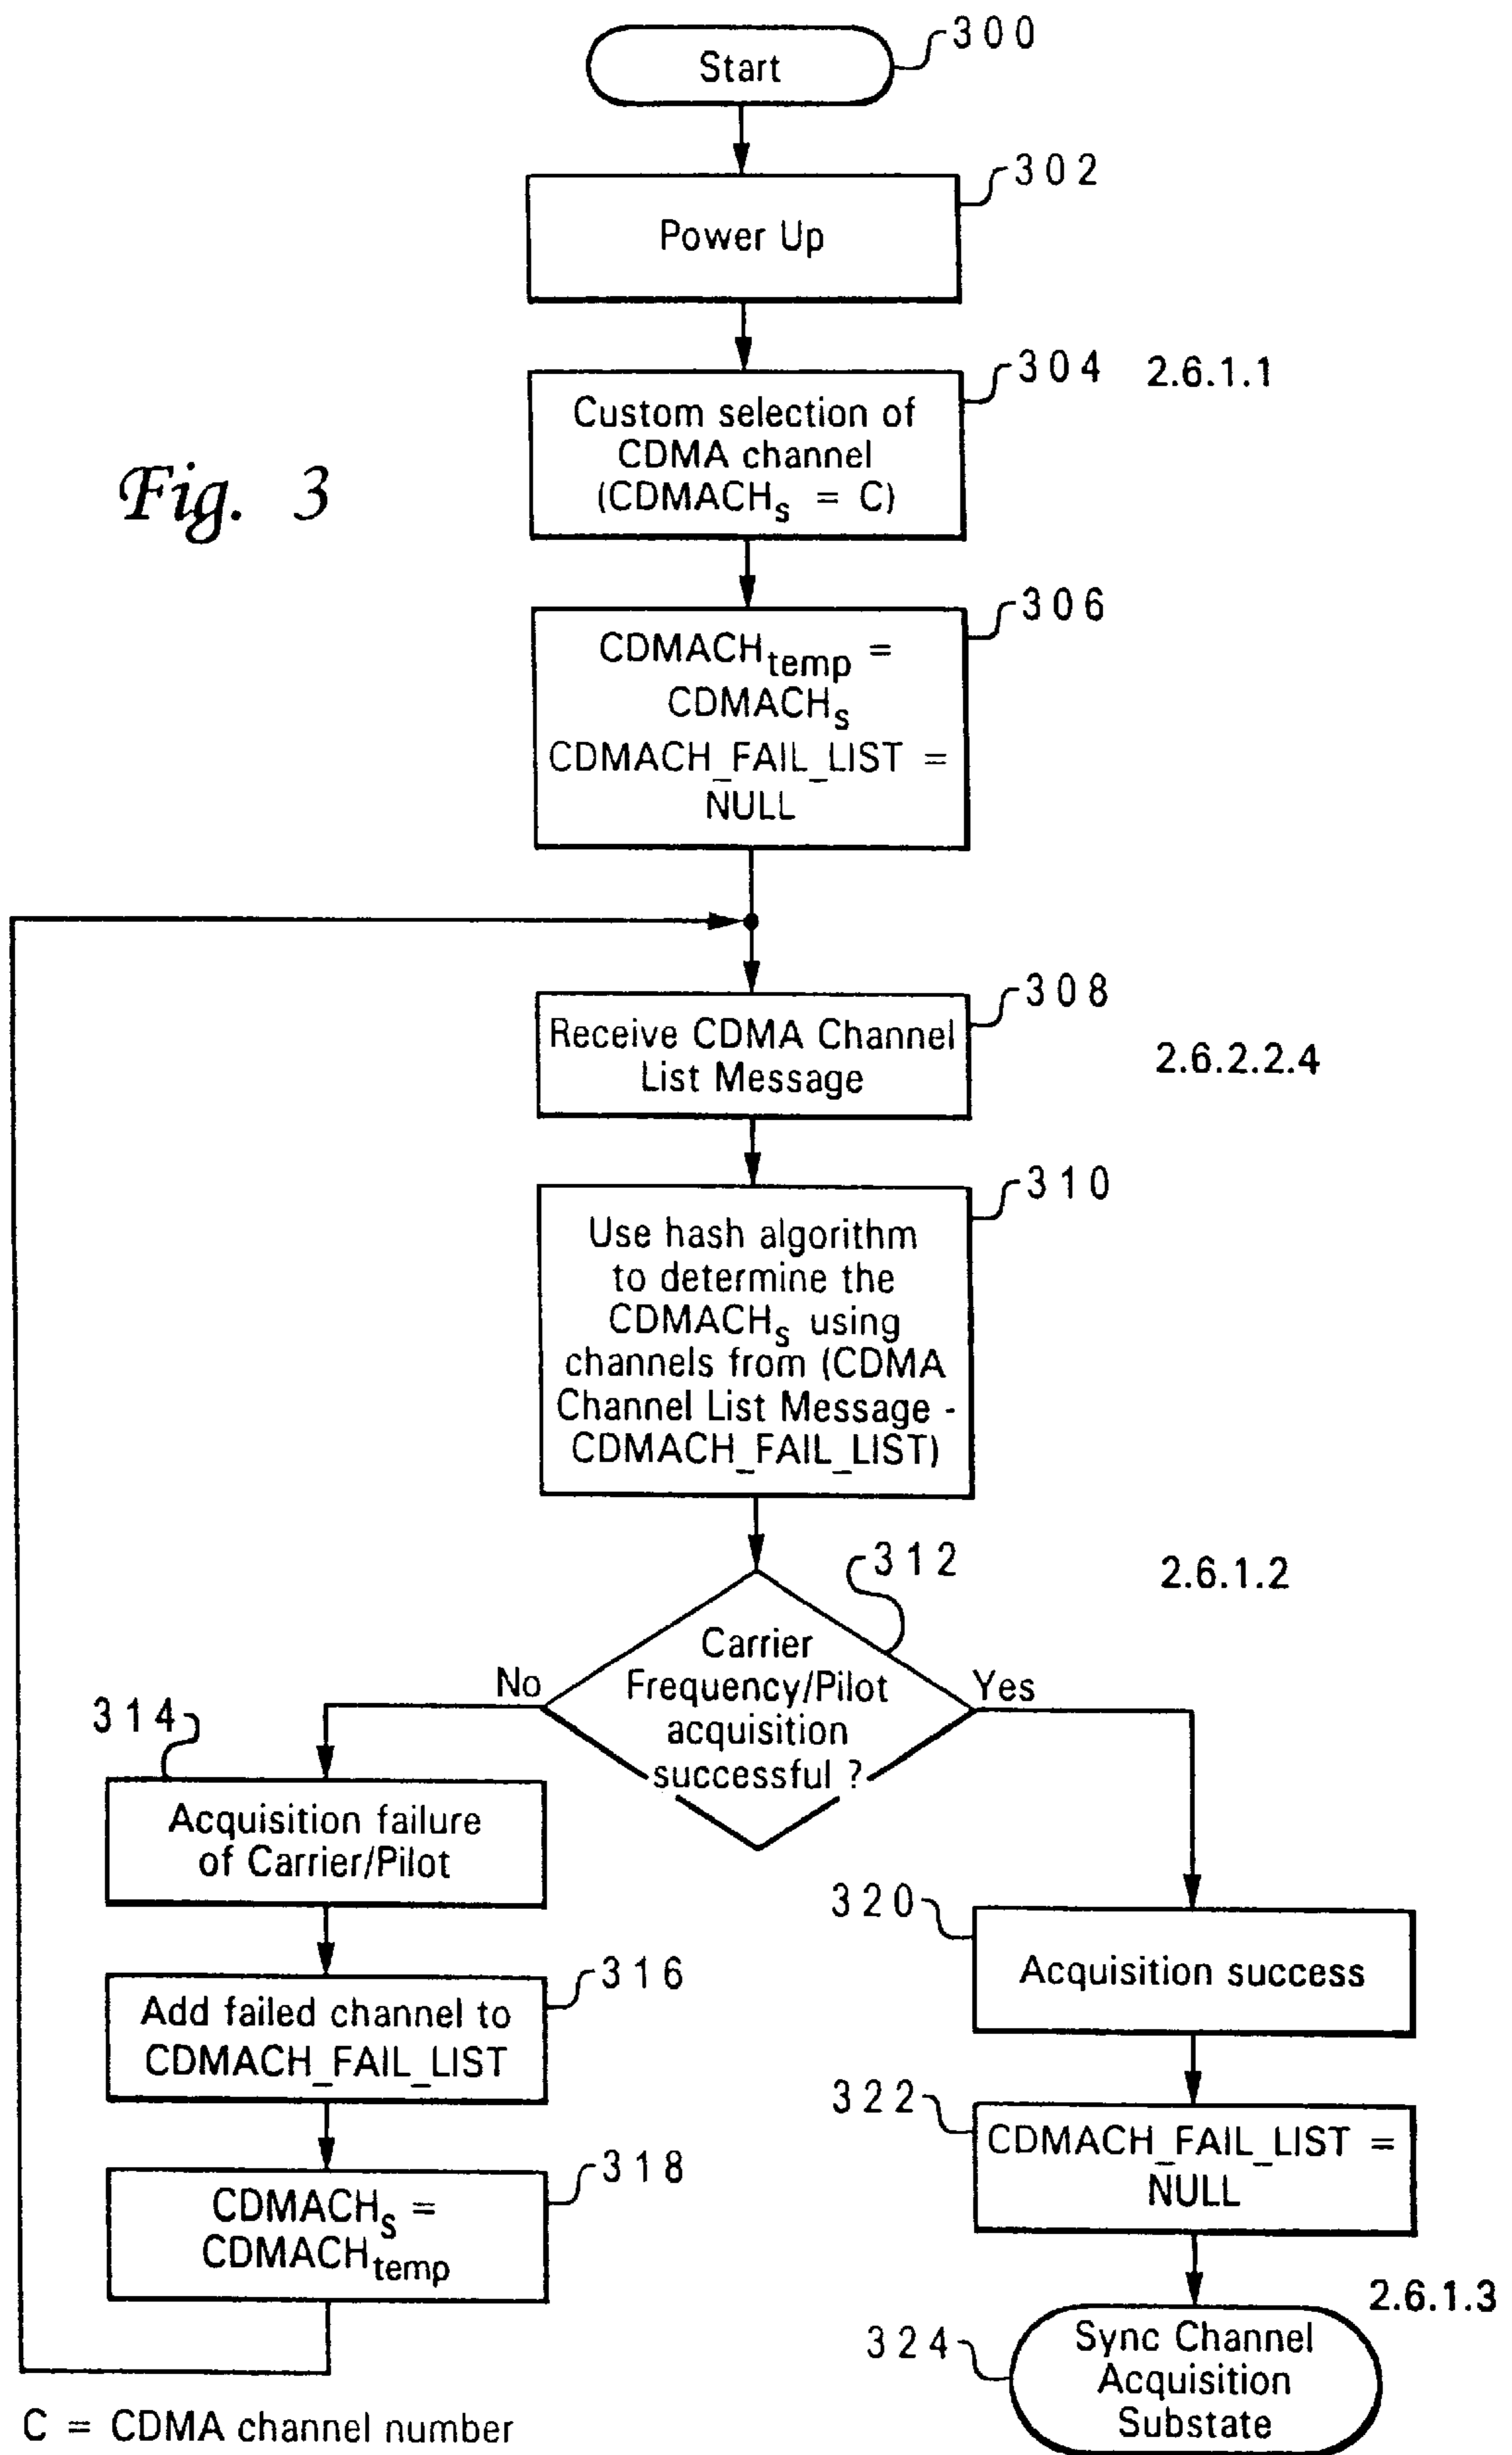 Start
300
302
Power Up
304
2.6.1.1
Custom selection of
CDMA channel
(CDMACHs = C)
Fig. 3
306
CDMACHtemp =
CDMACHs
CDMACH_FAIL_LIST =
NULL
308
Receive CDMA Channel
List Message
2.6.2.2.4
310
Use hash algorithm
to determine the
CDMACHs using
channels from (CDMA
Channel List Message -
CDMACH_FAIL_LIST)
312
2.6.1.2
Carrier
Frequency/Pilot
acquisition
successful ?
No
Yes
314
Acquisition failure
of Carrier/Pilot
316
Add failed channel to
CDMACH_FAIL_LIST
318
CDMACHs =
CDMACHtemp
320
Acquisition success
322
CDMACH_FAIL_LIST =
NULL
2.6.1.3
324
Sync Channel
Acquisition
Substate
C = CDMA channel number